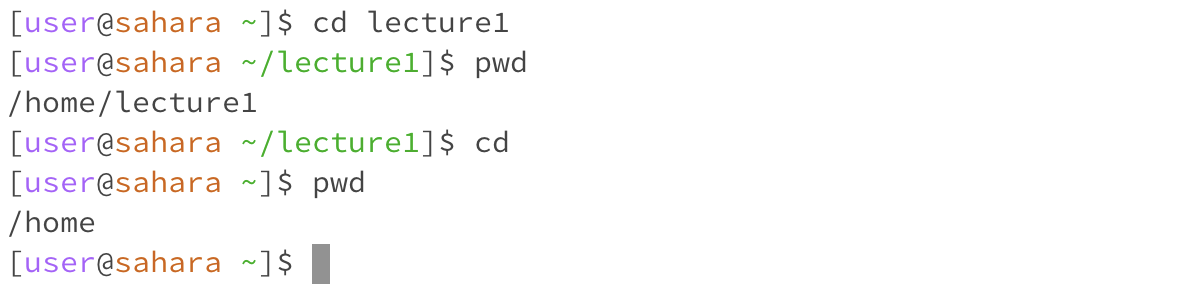 [user@sahara ~]$ cd lecture1
[user@sahara ~/lecture1]$ pwd
/home/lecture1
[user@sahara ~/lecture1]$ cd
[user@sahara ~]$ pwd
/home
[user@sahara ~]$